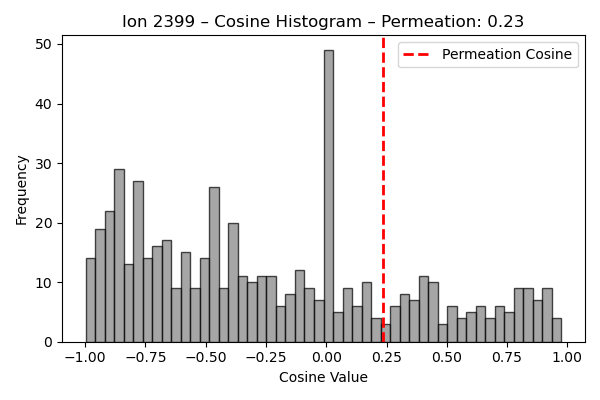 Ion 2399 – Cosine Histogram – Permeation: 0.23
Permeation Cosine
50
40
30
20
10
0
Frequency
−1.00 −0.75 −0.50 −0.25 0.00 0.25 0.50 0.75 1.00
Cosine Value